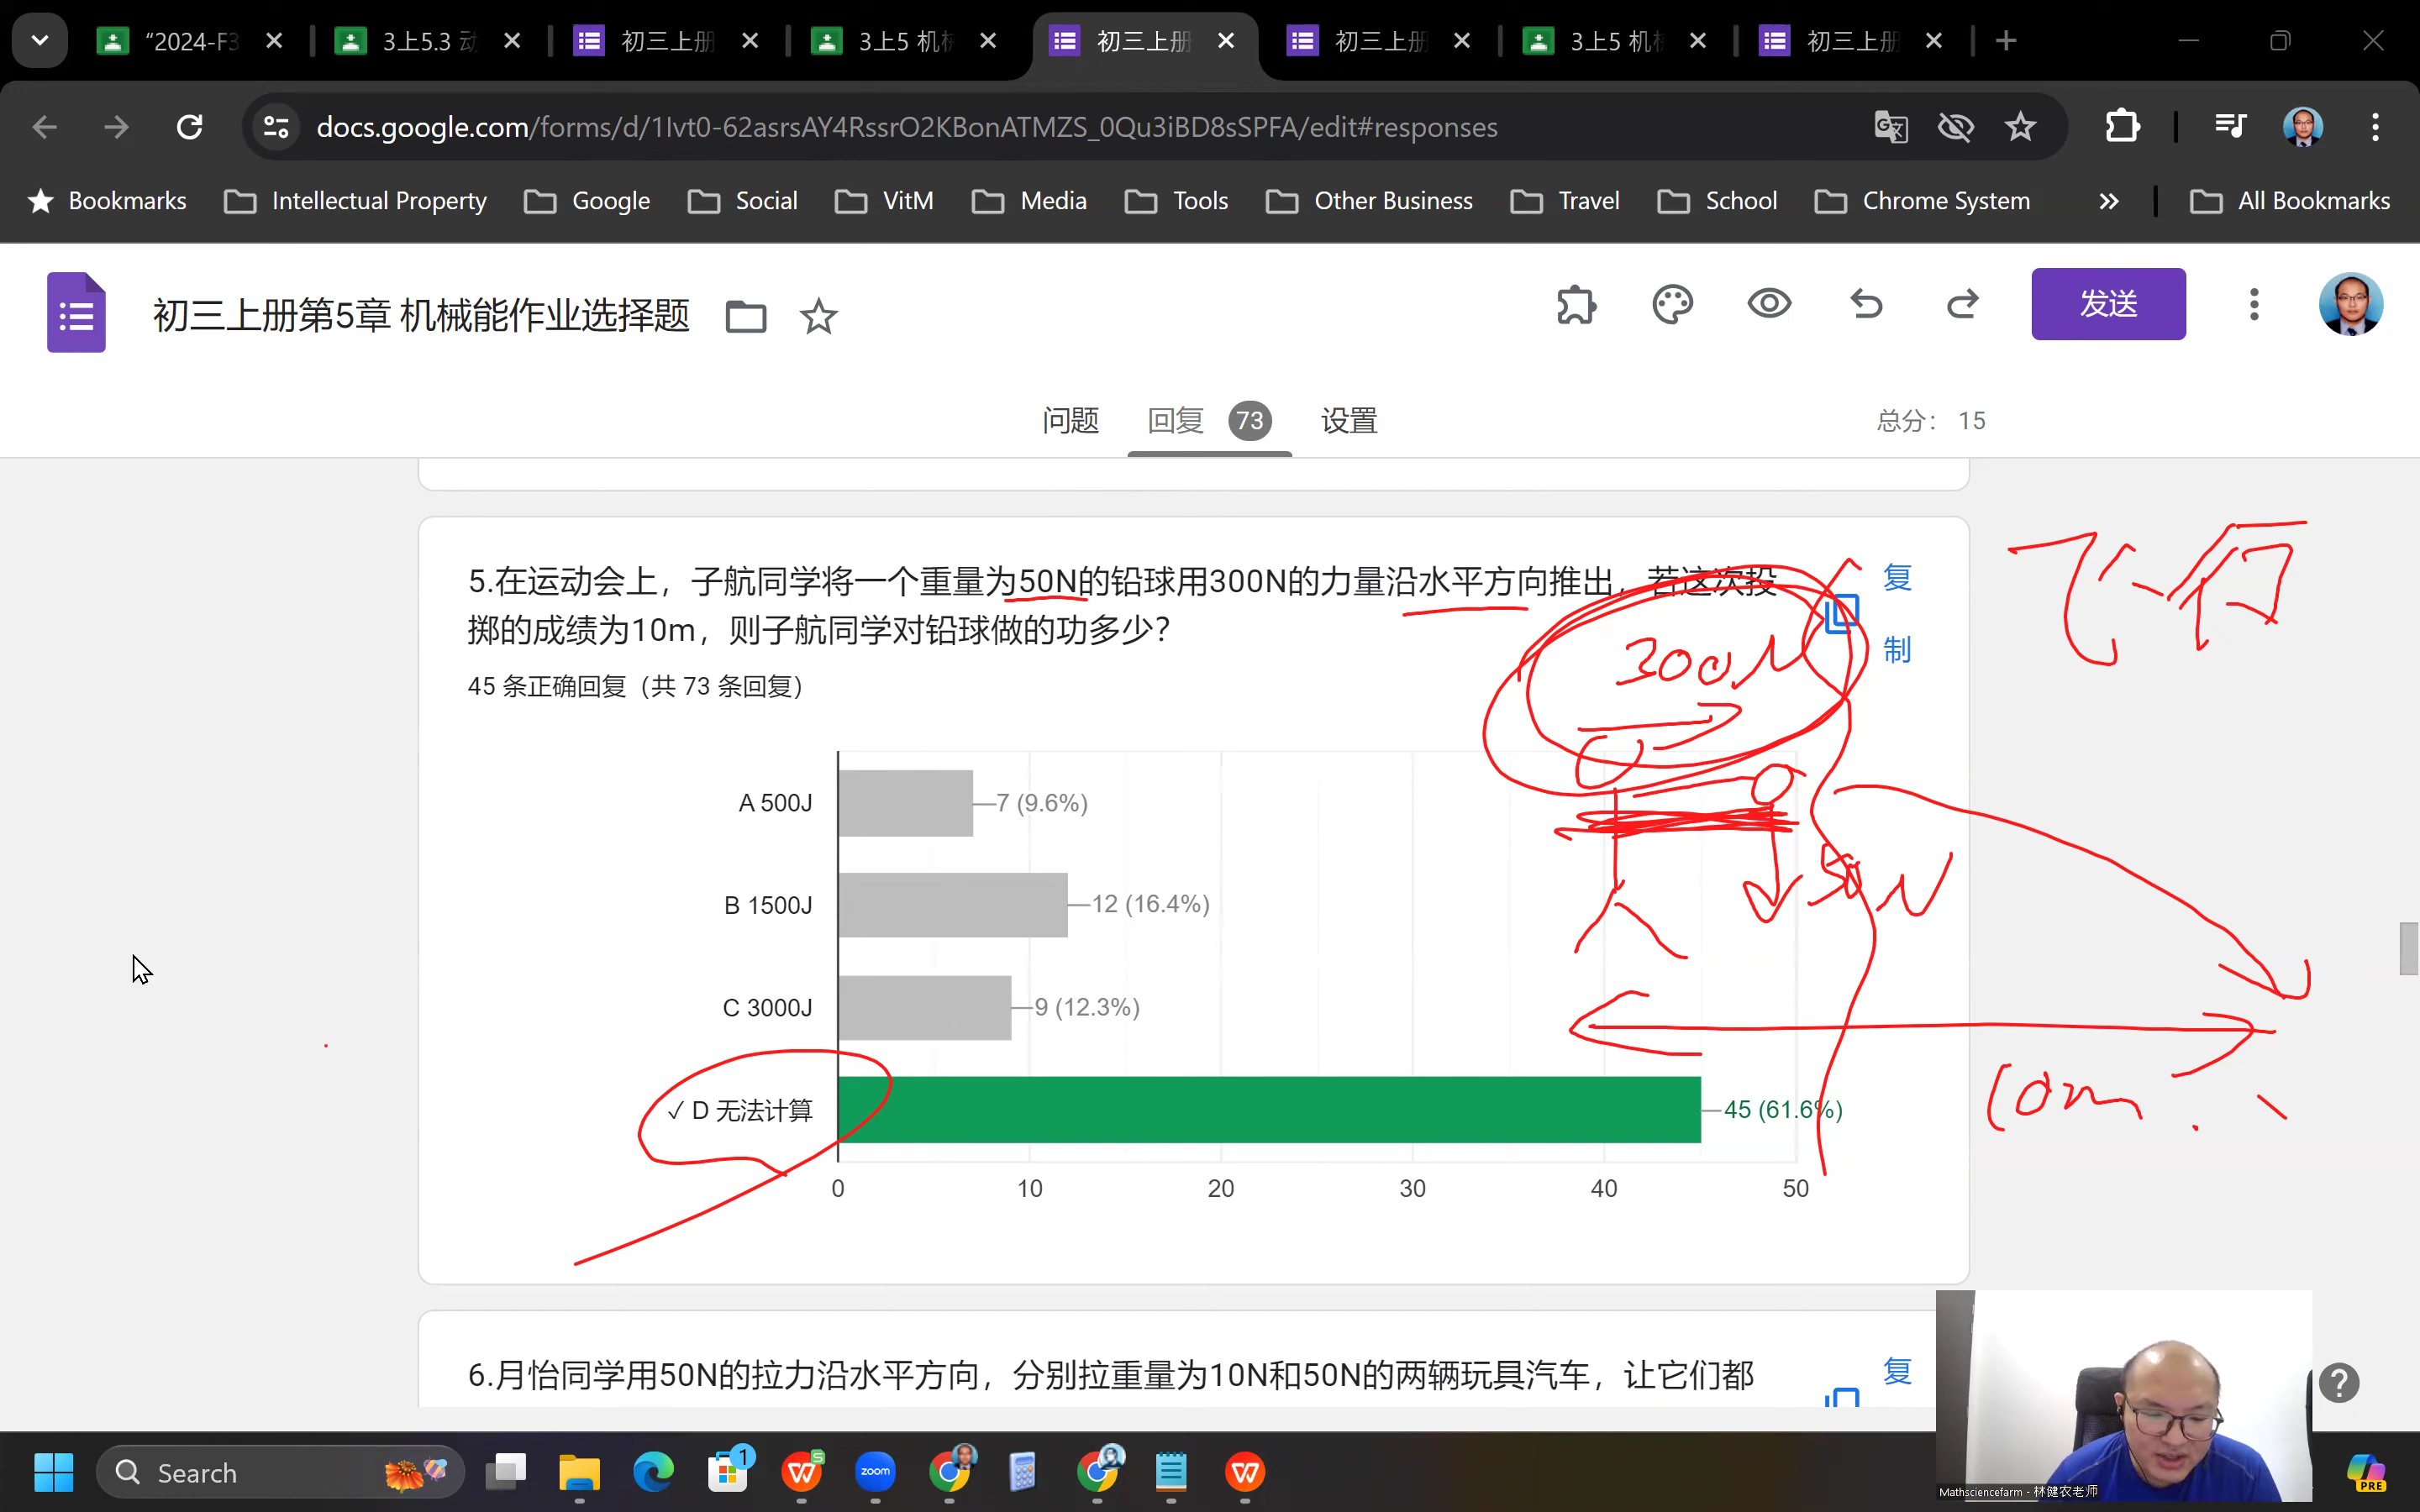 “2024-F3
3上5.3 动
初三上册
3上5 机械
初三上册
初三上册
3上5 机械
初三上册
docs.google.com/forms/d/1lvt0-62asrsAY4RssrO2KBonATMZS_0Qu3iBD8sSPFA/edit#responses
Bookmarks
Intellectual Property
Google
Social
VitM
Media
Tools
Other Business
Travel
School
Chrome System
All Bookmarks
初三上册第5章 机械能作业选择题
发送
问题
回复 73
设置
总分： 15
5.在运动会上，子航同学将一个重量为50N的铅球用300N的力量沿水平方向推出，若这次投
掷的成绩为10m，则子航同学对铅球做的功多少？
复
制
45 条正确回复（共 73 条回复）
飞行
300N
A 500J
7 (9.6%)
B 1500J
12 (16.4%)
50N
C 3000J
9 (12.3%)
✓ D 无法计算
45 (61.6%)
10m
0
10
20
30
40
50
6.月怡同学用50N的拉力沿水平方向，分别拉重量为10N和50N的两辆玩具汽车，让它们都
复
Mathsciencefarm - 林健农老师
Search
1
zoom
PRE